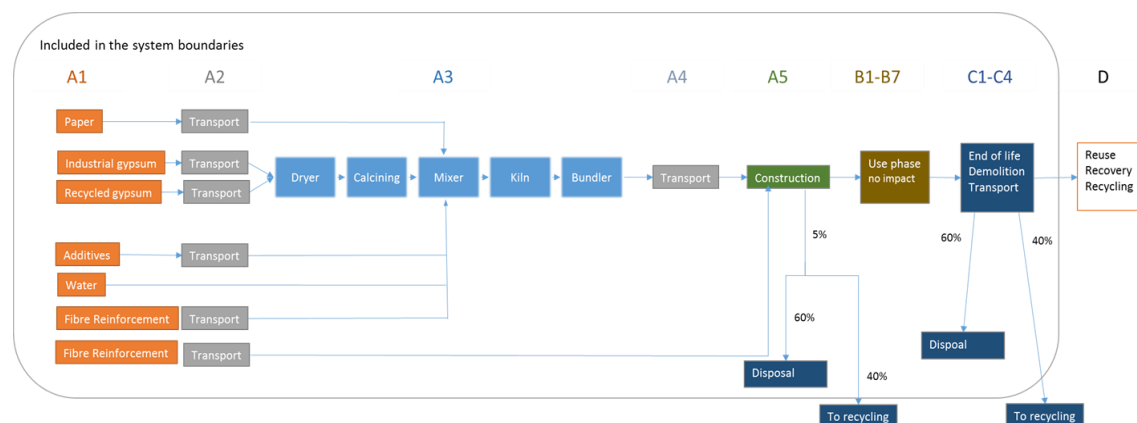 Included in the system boundaries
A1 A2 A3 A4 A5 B1-B7 C1-C4 D
Paper Transport
Industrial gypsum Transport
Recycled gypsum Transport
Dryer Calcining Mixer Kiln Bundler Transport Construction
Use phase
no impact
End of life
Demolition
Transport
Reuse
Recovery
Recycling
5%
60%
40%
Additives Transport
Water
Fibre Reinforcement Transport
60%
Fibre Reinforcement Transport
Dispoal
Disposal
40%
To recycling
To recycling